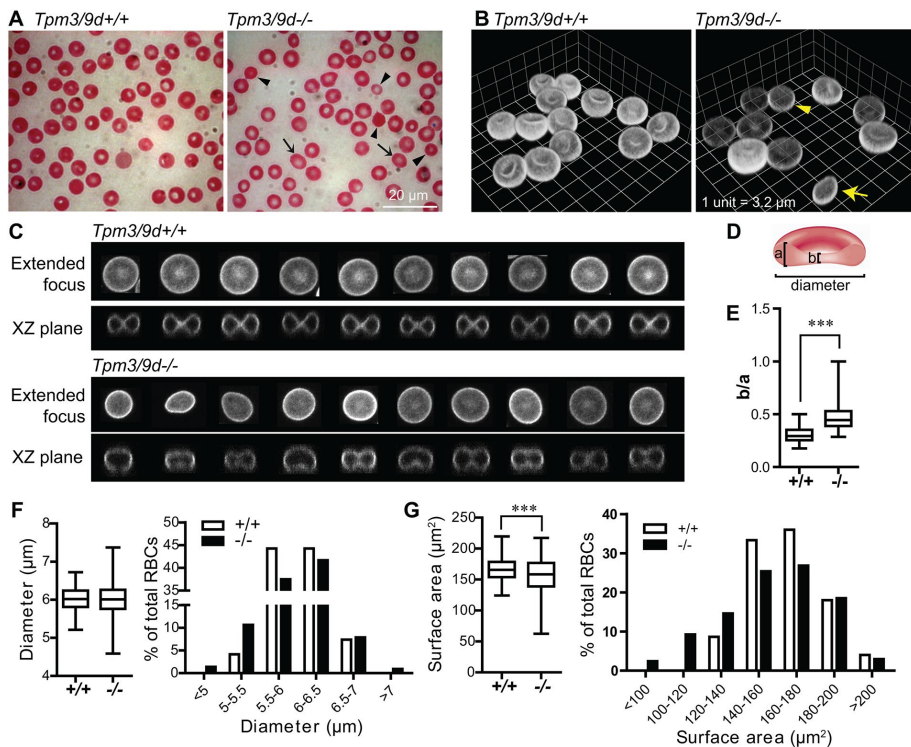 A Tpm3/9d+/+ Tpm3/9d-/-
20 μm
B Tpm3/9d+/+ Tpm3/9d-/-
1 unit = 3.2 μm
C Tpm3/9d+/+
Extended focus
XZ plane
Tpm3/9d-/-
Extended focus
XZ plane
D
a
b
diameter
E
***
b/a
1.5
1.0
0.5
0.0
+/+ -/-
F
Diameter (μm)
8
7
6
5
4
+/+ -/-
% of total RBCs
50
45
40
35
15
10
5
0
+/+
-/-
<5 5-5.5 5.5-6 6-6.5 6.5-7 >7
Diameter (μm)
G
***
Surface area (μm²)
250
200
150
100
50
0
+/+ -/-
% of total RBCs
40
30
20
10
0
+/+
-/-
<100 100-120 120-140 140-160 160-180 180-200 >200
Surface area (μm²)